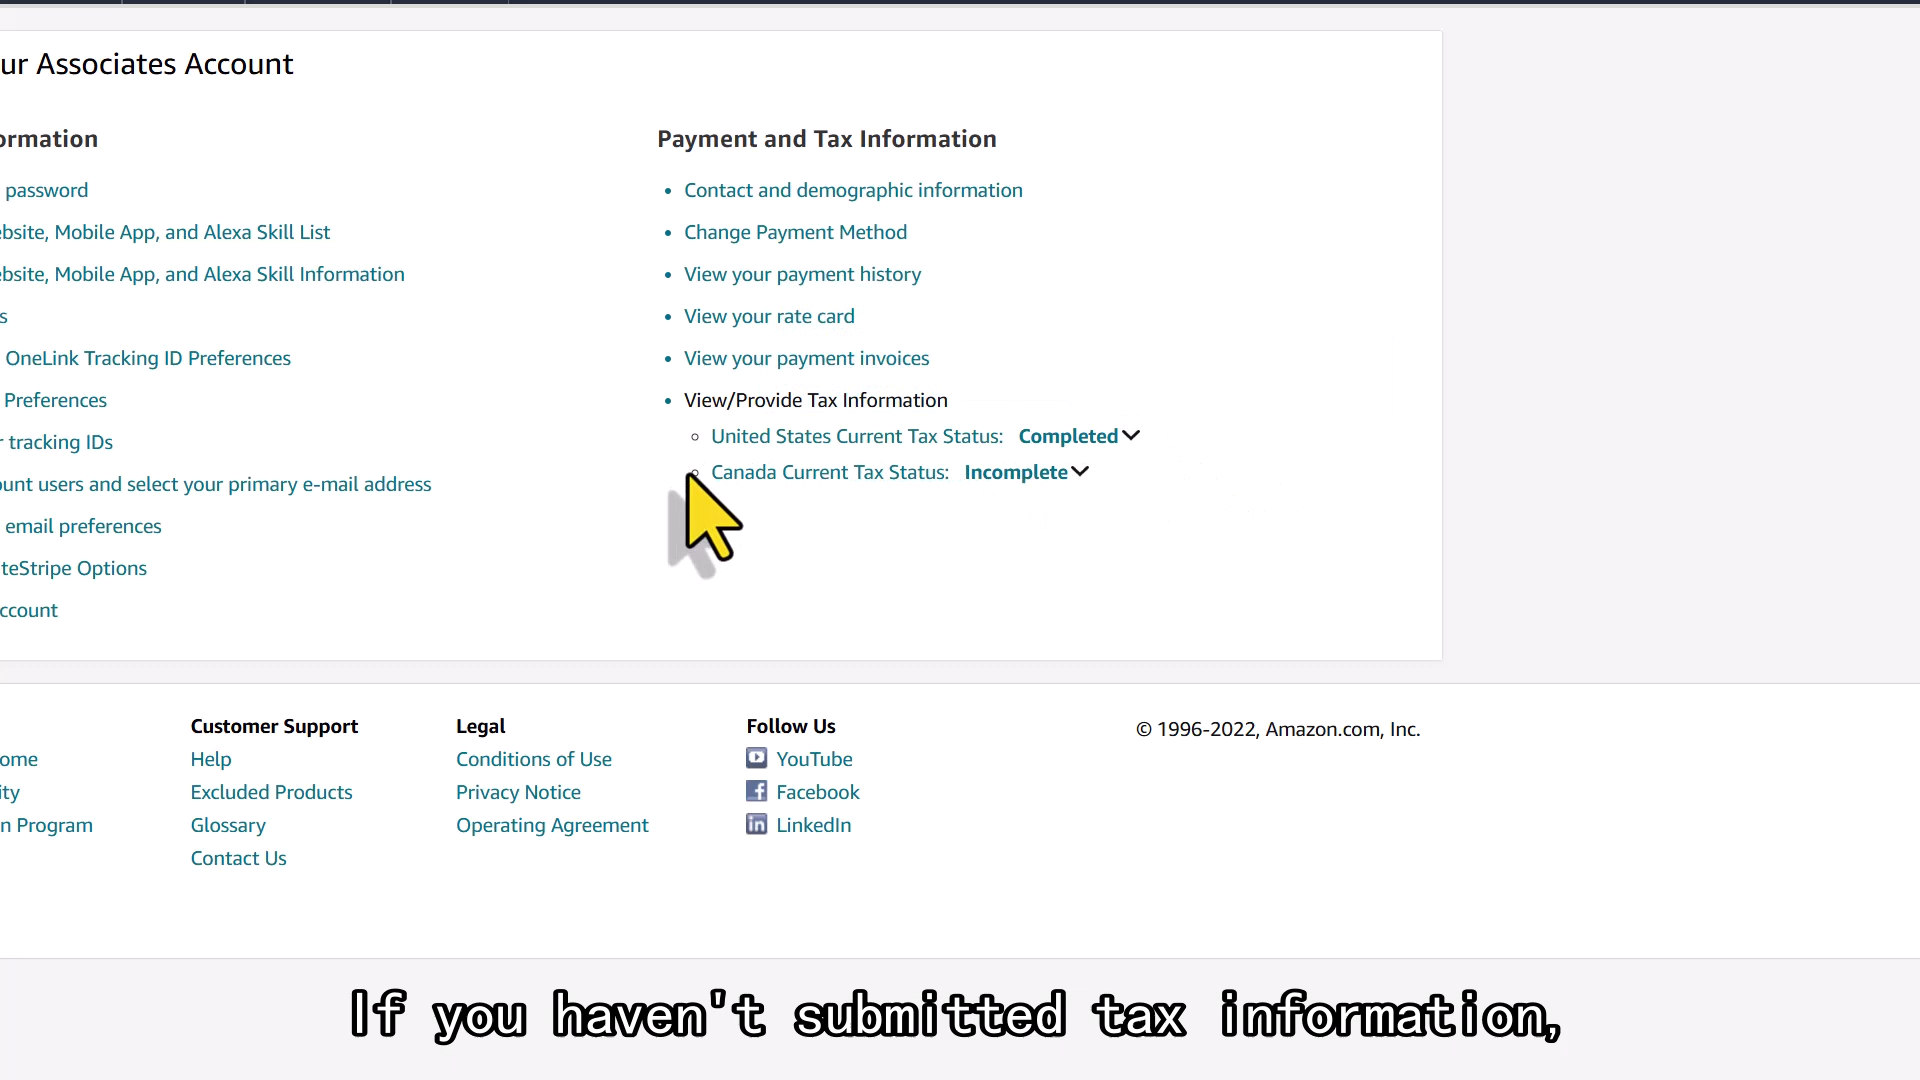 ur Associates Account
ormation
password
ebsite, Mobile App, and Alexa Skill List
ebsite, Mobile App, and Alexa Skill Information
s
OneLink Tracking ID Preferences
Preferences
r tracking IDs
ount users and select your primary e-mail address
email preferences
teStripe Options
ccount
Payment and Tax Information
Contact and demographic information
Change Payment Method
View your payment history
View your rate card
View your payment invoices
View/Provide Tax Information
United States Current Tax Status: Completed
Canada Current Tax Status: Incomplete
ome
ity
n Program
Customer Support
Help
Excluded Products
Glossary
Contact Us
Legal
Conditions of Use
Privacy Notice
Operating Agreement
Follow Us
YouTube
Facebook
LinkedIn
© 1996-2022, Amazon.com, Inc.
If you haven't submitted tax information,